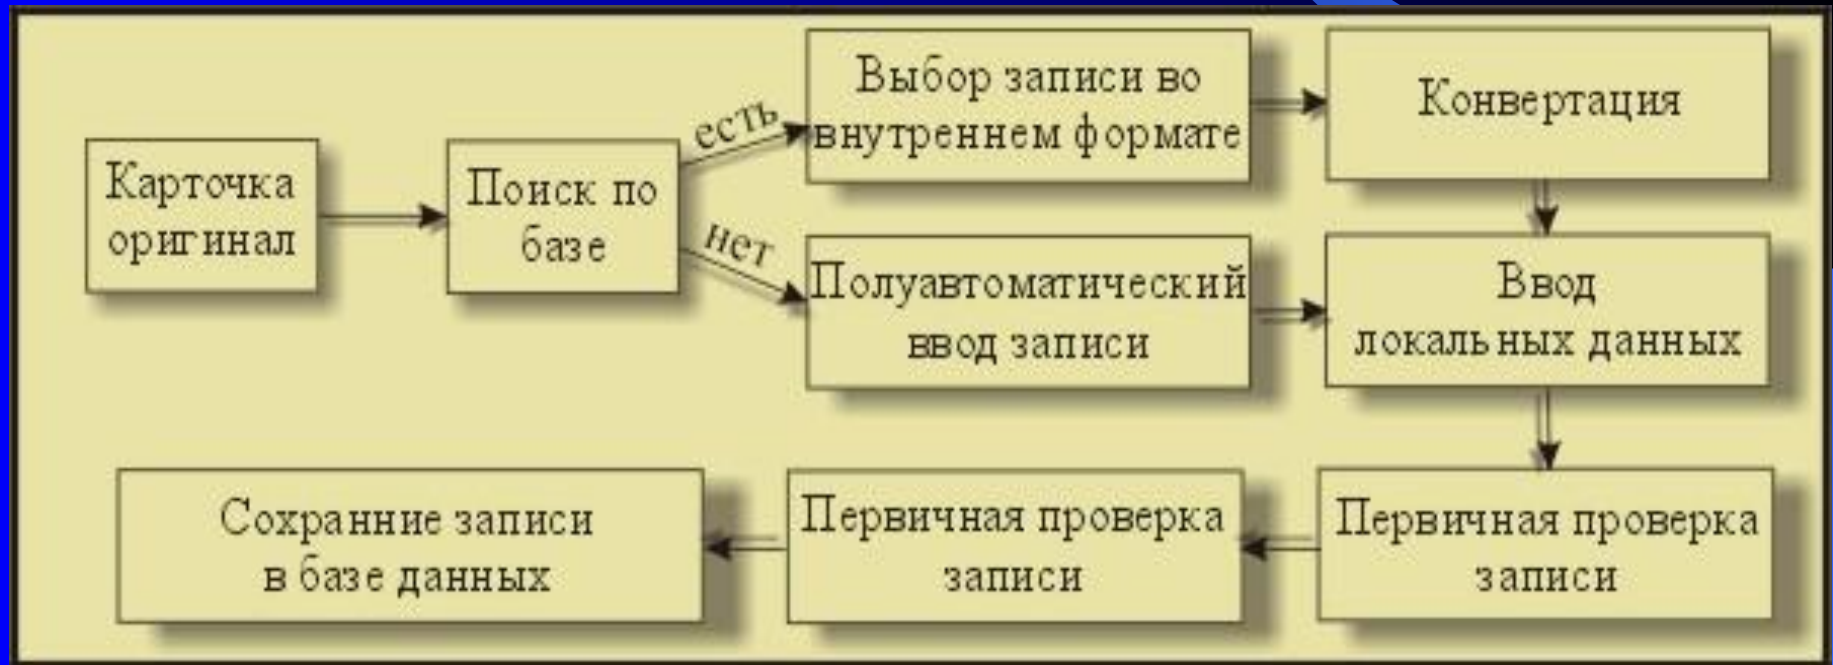 Карточка
оригинал
Поиск по
базе
есть
нет
Выбор записи во
внутреннем формате
Конвертация
Полуавтоматический
ввод записи
Ввод
локальных данных
Первичная проверка
записи
Первичная проверка
записи
Сохранние записи
в базе данных